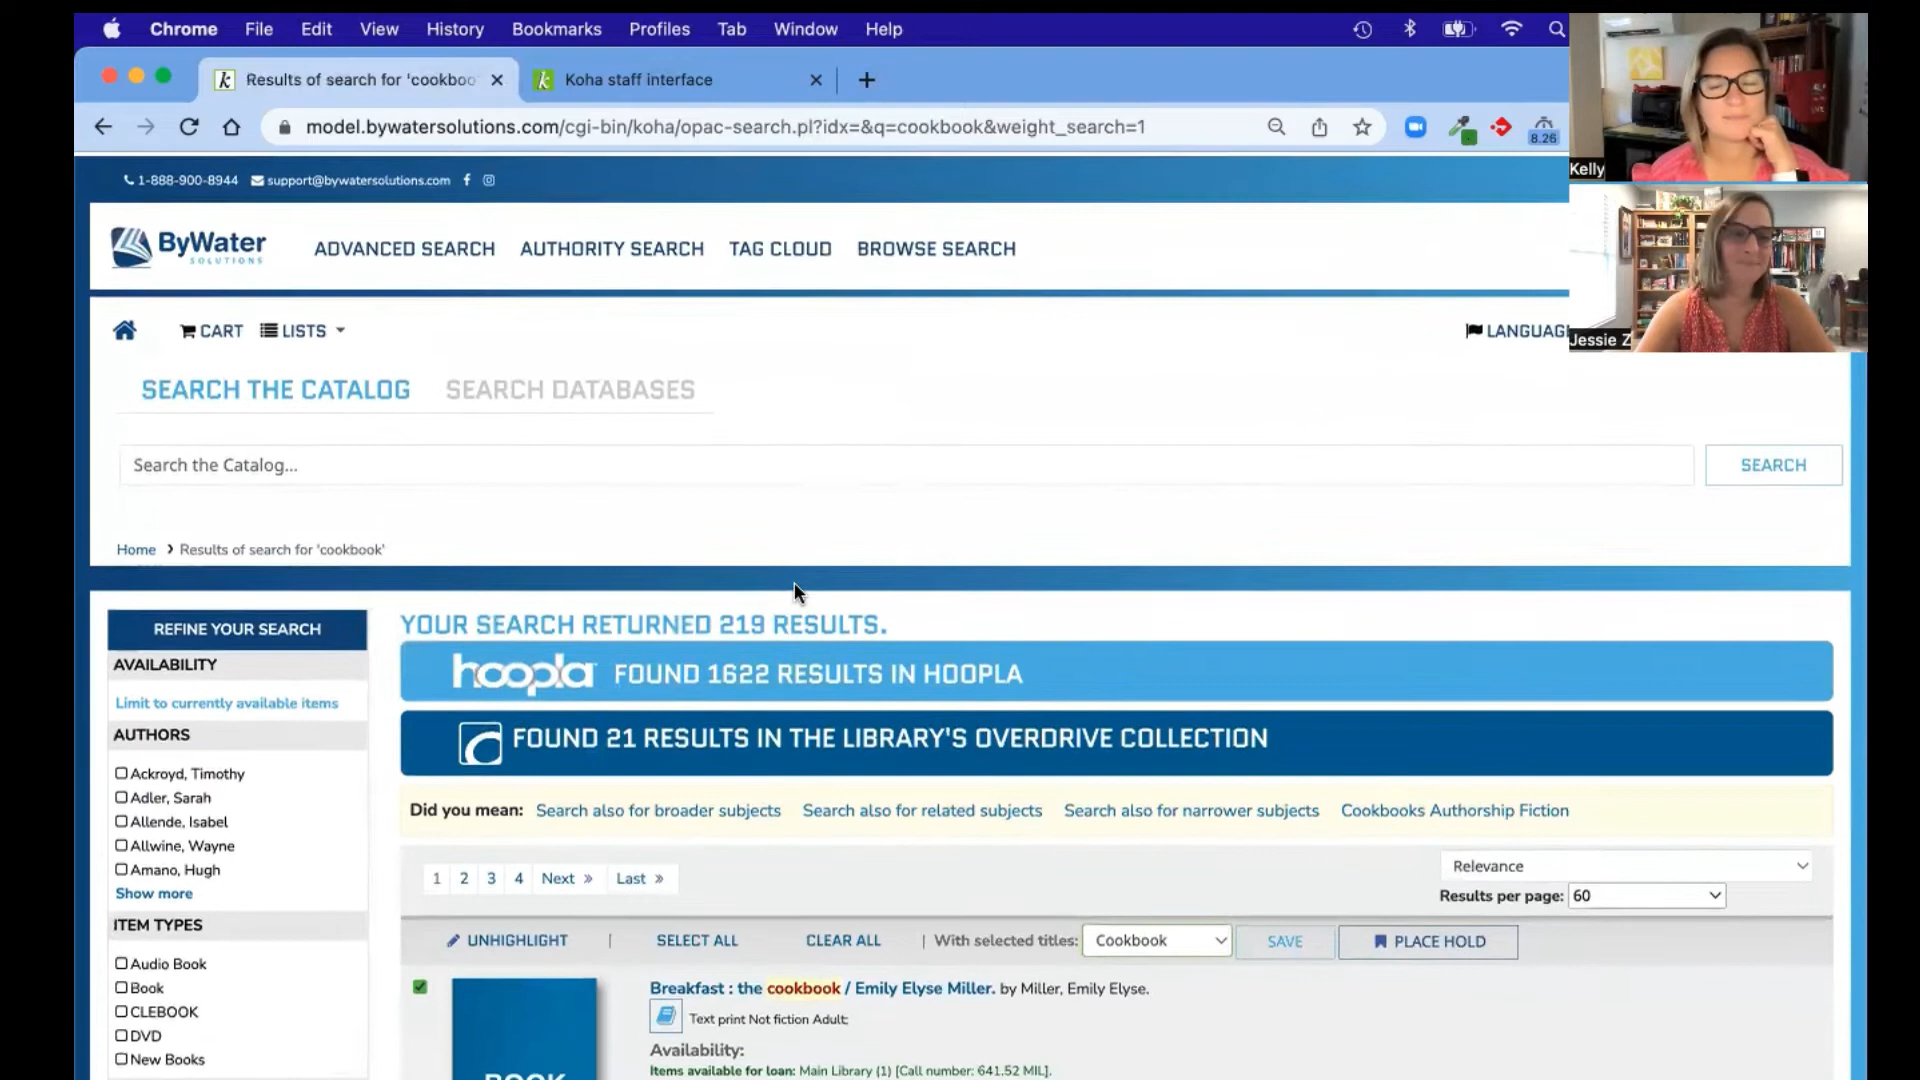 Chrome File Edit View History Bookmarks Profiles Tab Window Help
Results of search for 'cookboo Koha staff interface
model.bywatersolutions.com/cgi-bin/koha/opac-search.pl?idx=&q=cookbook&weight_search=1
8.26
Kelly
1-888-900-8944 support@bywatersolutions.com
ByWater
SOLUTIONS
ADVANCED SEARCH AUTHORITY SEARCH TAG CLOUD BROWSE SEARCH
Jessie Z
CART LISTS LANGUAG
SEARCH THE CATALOG SEARCH DATABASES
Search the Catalog... SEARCH
Home > Results of search for 'cookbook'
REFINE YOUR SEARCH
AVAILABILITY
Limit to currently available items
AUTHORS
Ackroyd, Timothy
Adler, Sarah
Allende, Isabel
Allwine, Wayne
Amano, Hugh
Show more
ITEM TYPES
Audio Book
Book
CLEBOOK
DVD
New Books
YOUR SEARCH RETURNED 219 RESULTS.
hoopla FOUND 1622 RESULTS IN HOOPLA
FOUND 21 RESULTS IN THE LIBRARY'S OVERDRIVE COLLECTION
Did you mean: Search also for broader subjects Search also for related subjects Search also for narrower subjects Cookbooks Authorship Fiction
1 2 3 4 Next » Last »
Relevance
Results per page: 60
UNHIGHLIGHT | SELECT ALL CLEAR ALL | With selected titles: Cookbook SAVE PLACE HOLD
Breakfast : the cookbook / Emily Elyse Miller. by Miller, Emily Elyse.
Text print Not fiction Adult;
Availability:
Items available for loan: Main Library (1) [Call number: 641.52 MIL].
BOOK